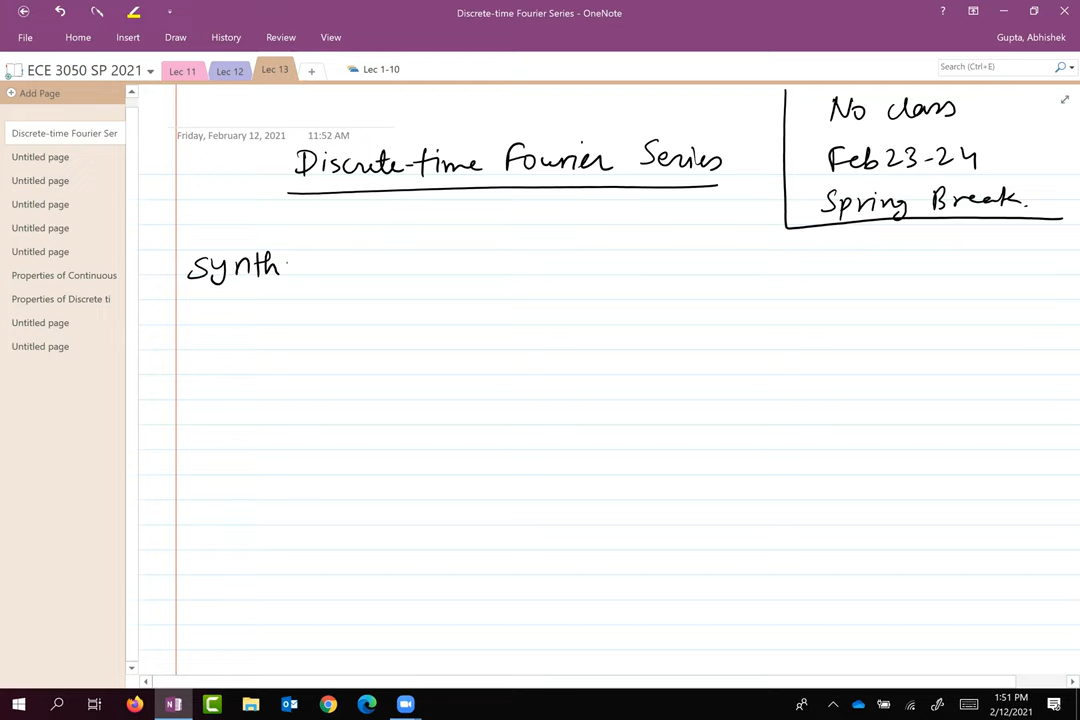 Discrete-time Fourier Series - OneNote
?
File Home Insert Draw History Review View Gupta, Abhishek
ECE 3050 SP 2021 Lec 11 Lec 12 Lec 13 + Lec 1-10 Search (Ctrl+E)
Add Page
Discrete-time Fourier Ser
Untitled page
Untitled page
Untitled page
Untitled page
Untitled page
Properties of Continuous
Properties of Discrete ti
Untitled page
Untitled page
Friday, February 12, 2021 11:52 AM
Discrete-time Fourier Series
No class
Feb 23-24
Spring Break.
Synth
1:51 PM
2/12/2021